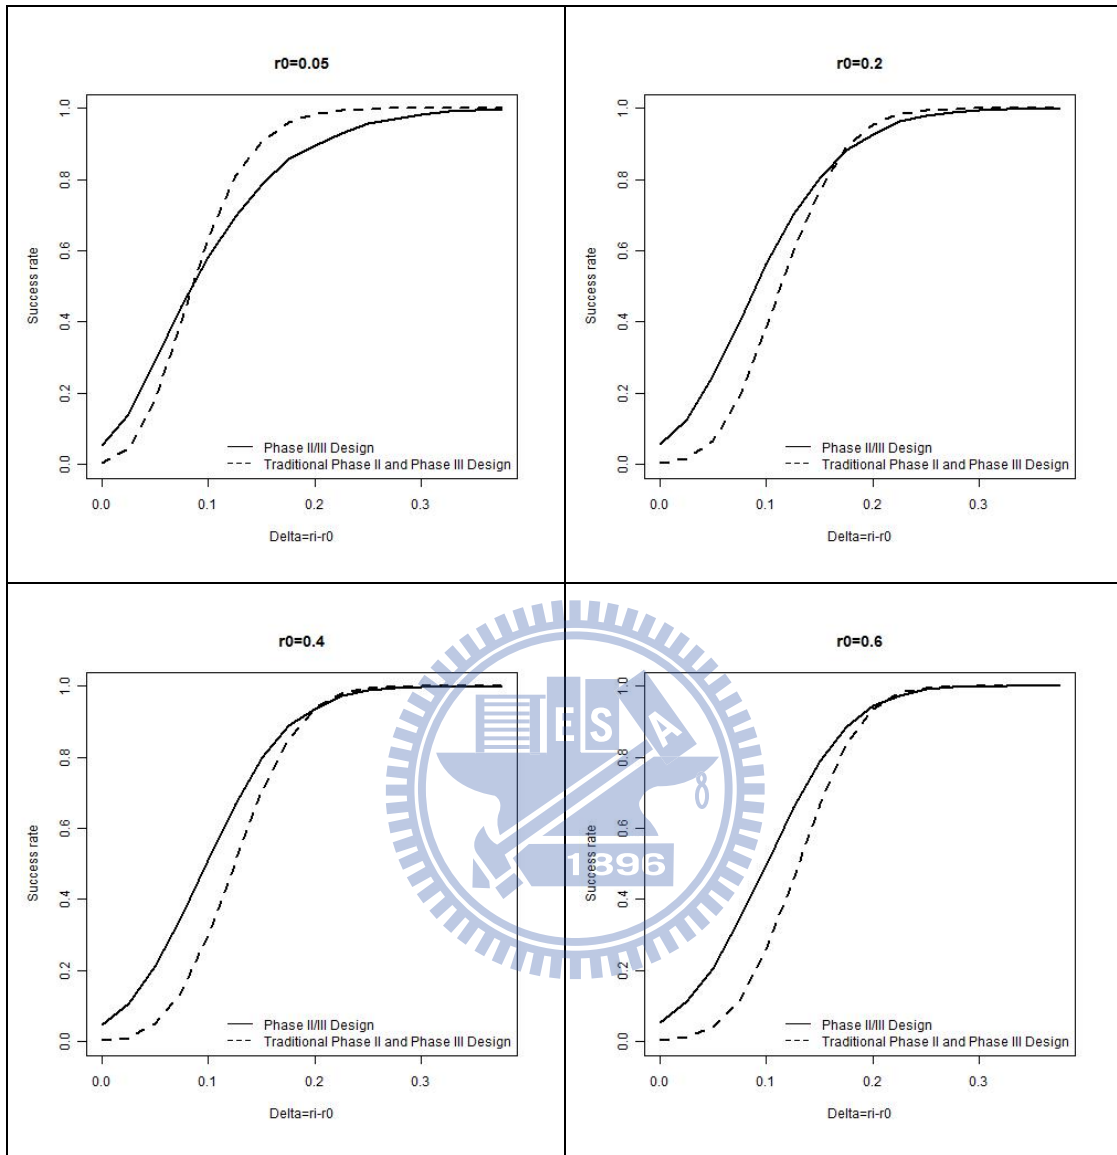 r0=0.05
1.0
0.8
0.6
0.4
0.2
0.0
Success rate
Phase II/III Design
Traditional Phase II and Phase III Design
0.0 0.1 0.2 0.3
Delta=ri-r0
r0=0.2
1.0
0.8
0.6
0.4
0.2
0.0
Success rate
Phase II/III Design
Traditional Phase II and Phase III Design
0.0 0.1 0.2 0.3
Delta=ri-r0
r0=0.4
1.0
0.8
0.6
0.4
0.2
0.0
Success rate
Phase II/III Design
Traditional Phase II and Phase III Design
0.0 0.1 0.2 0.3
Delta=ri-r0
r0=0.6
1.0
0.8
0.6
0.4
0.2
0.0
Success rate
Phase II/III Design
Traditional Phase II and Phase III Design
0.0 0.1 0.2 0.3
Delta=ri-r0
E S A
1896